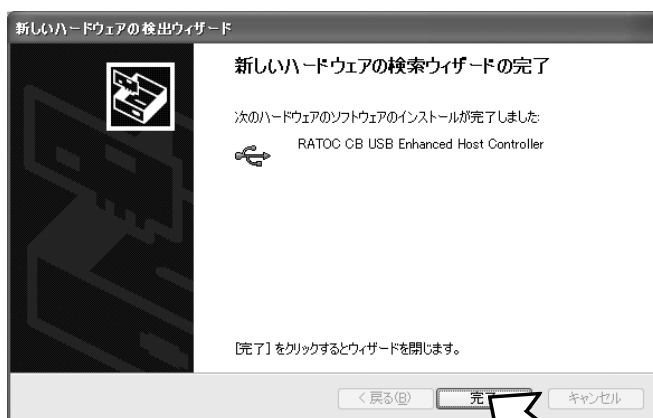 新しいハードウェアの検出ウィザード
新しいハードウェアの検索ウィザードの完了
次のハードウェアのソフトウェアのインストールが完了しました:
RATOC CB USB Enhanced Host Controller
[完了] をクリックするとウィザードを閉じます。
< 戻る(B) 完了 キャンセル